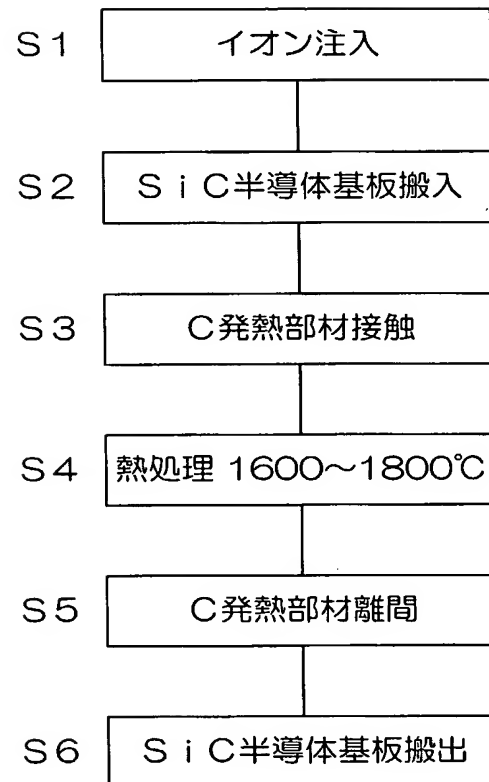 S1 イオン注入
S2 SiC半導体基板搬入
S3 C発熱部材接触
S4 熱処理 1600～1800℃
S5 C発熱部材離間
S6 SiC半導体基板搬出